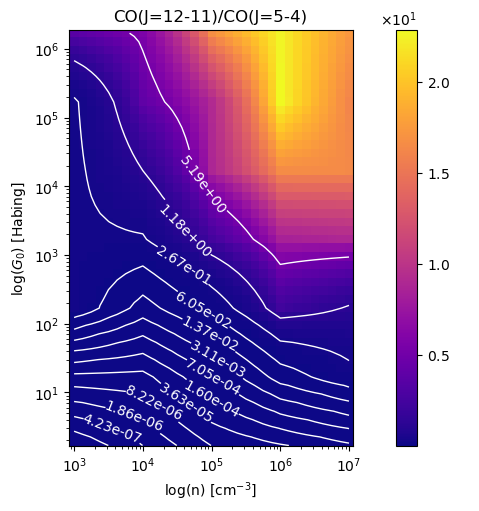 CO(J=12-11)/CO(J=5-4)
×10¹
10⁶
10⁵
10⁴
10³
10²
10¹
log(G₀) [Habing]
5.19e+00
1.18e+00
2.67e-01
6.05e-02
1.37e-02
3.11e-03
7.05e-04
1.60e-04
3.63e-05
8.22e-06
1.86e-06
4.23e-07
10³
10⁴
10⁵
10⁶
10⁷
log(n) [cm⁻³]
2.0
1.5
1.0
0.5